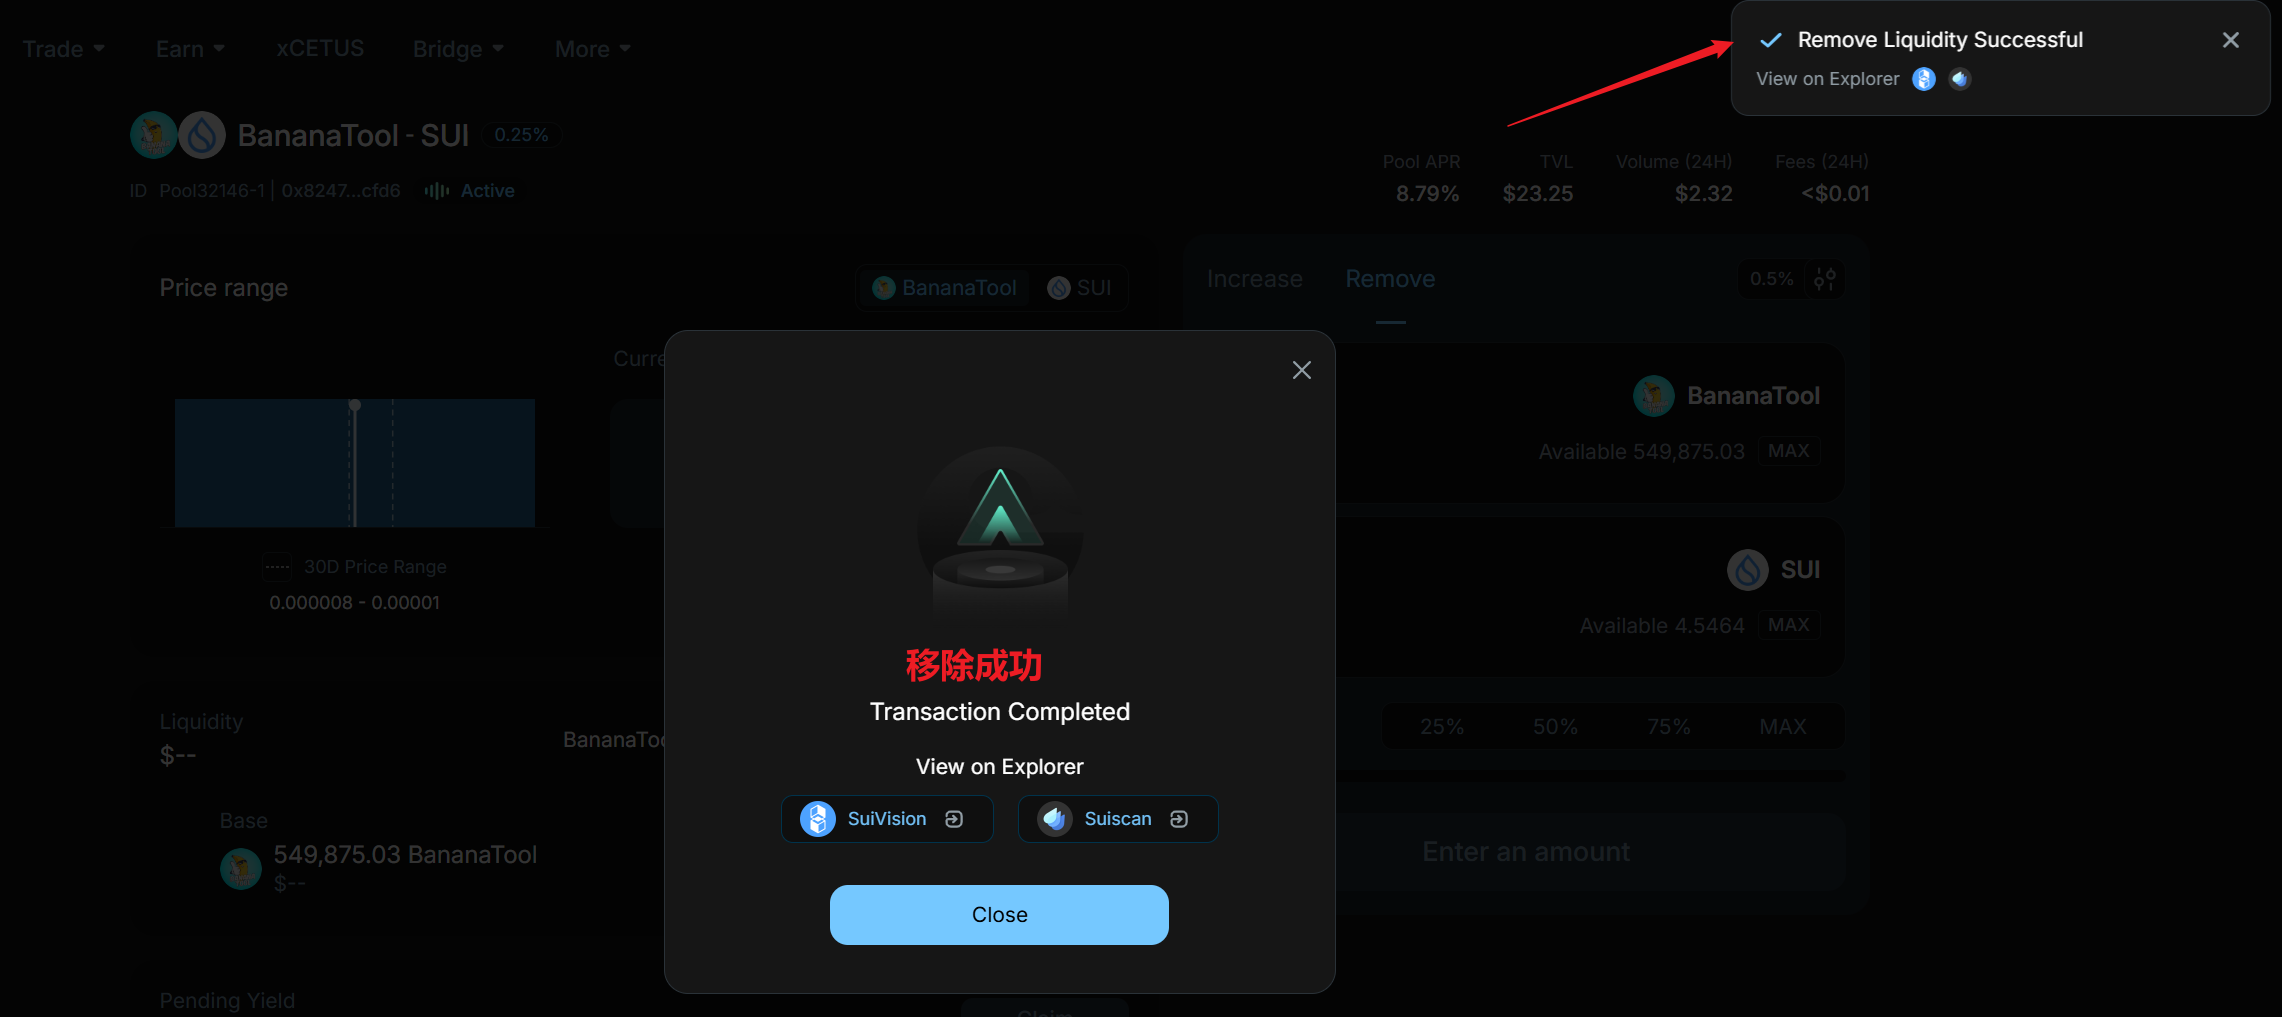 Trade Earn xCETUS Bridge More
Remove Liquidity Successful
View on Explorer
BananaTool - SUI 0.25%
ID Pool32146-1 | 0x8247...cfd6 Active
Pool APR TVL Volume (24H) Fees (24H)
8.79% $23.25 $2.32 <$0.01
Price range
BananaTool SUI
Increase Remove 0.5%
Curre
BananaTool
Available 549,875.03 MAX
30D Price Range
0.000008 - 0.00001
SUI
Available 4.5464 MAX
移除成功
Transaction Completed
View on Explorer
SuiVision Suiscan
Close
25% 50% 75% MAX
Enter an amount
Liquidity
$--
BananaToo
Base
549,875.03 BananaTool
$--
Pending Yield
Claim